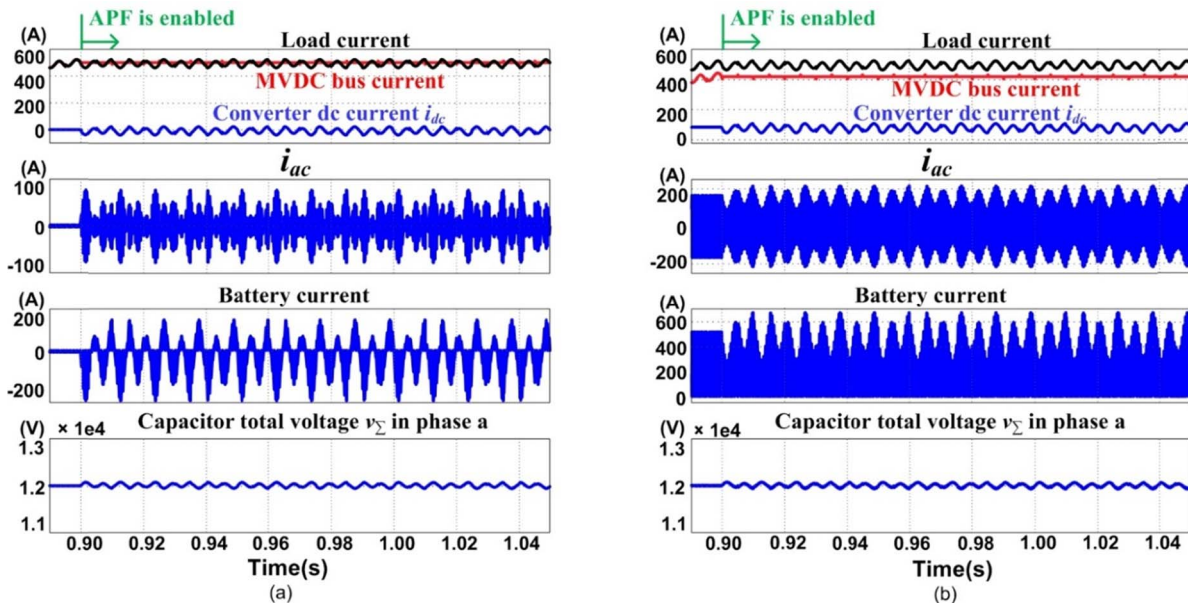 APF is enabled
(A)
Load current
600
400
MVDC bus current
200
Converter dc current idc
0
(A)
iac
100
0
-100
(A)
Battery current
200
0
-200
(V) × 1e4
Capacitor total voltage v∑ in phase a
1.3
1.2
1.1
0.90 0.92 0.94 0.96 0.98 1.00 1.02 1.04
Time(s)
(a)
APF is enabled
(A)
Load current
600
400
MVDC bus current
200
Converter dc current idc
0
(A)
iac
200
0
-200
(A)
Battery current
600
400
200
0
(V) × 1e4
Capacitor total voltage v∑ in phase a
1.3
1.2
1.1
0.90 0.92 0.94 0.96 0.98 1.00 1.02 1.04
Time(s)
(b)